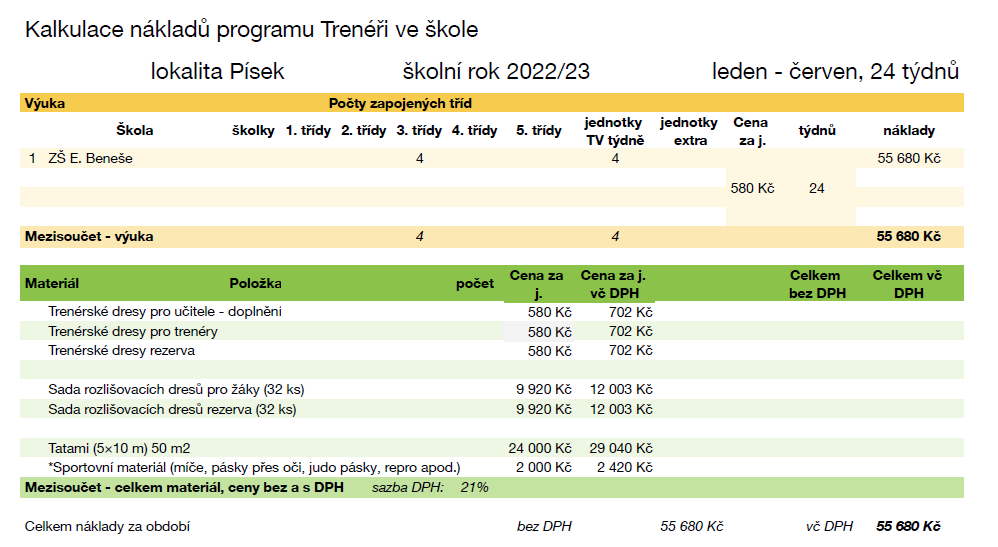 Kalkulace nákladů programu Trenéři ve škole
lokalita Písek školní rok 2022/23 leden - červen, 24 týdnů
Výuka Počty zapojených tříd
Škola školky 1. třídy 2. třídy 3. třídy 4. třídy 5. třídy jednotky TV týdně jednotky extra Cena za j. týdnů náklady
1 ZŠ E. Beneše 4 4 55 680 Kč
580 Kč 24
Mezisoučet - výuka 4 4 55 680 Kč
Materiál Položka počet Cena za j. Cena za j. vč DPH Celkem bez DPH Celkem vč DPH
Trenérské dresy pro učitele - doplnění 580 Kč 702 Kč
Trenérské dresy pro trenéry 580 Kč 702 Kč
Trenérské dresy rezerva 580 Kč 702 Kč
Sada rozlišovacích dresů pro žáky (32 ks) 9 920 Kč 12 003 Kč
Sada rozlišovacích dresů rezerva (32 ks) 9 920 Kč 12 003 Kč
Tatami (5×10 m) 50 m2 24 000 Kč 29 040 Kč
*Sportovní materiál (míče, pásky přes oči, judo pásky, repro apod.) 2 000 Kč 2 420 Kč
Mezisoučet - celkem materiál, ceny bez a s DPH sazba DPH: 21%
Celkem náklady za období bez DPH 55 680 Kč vč DPH 55 680 Kč